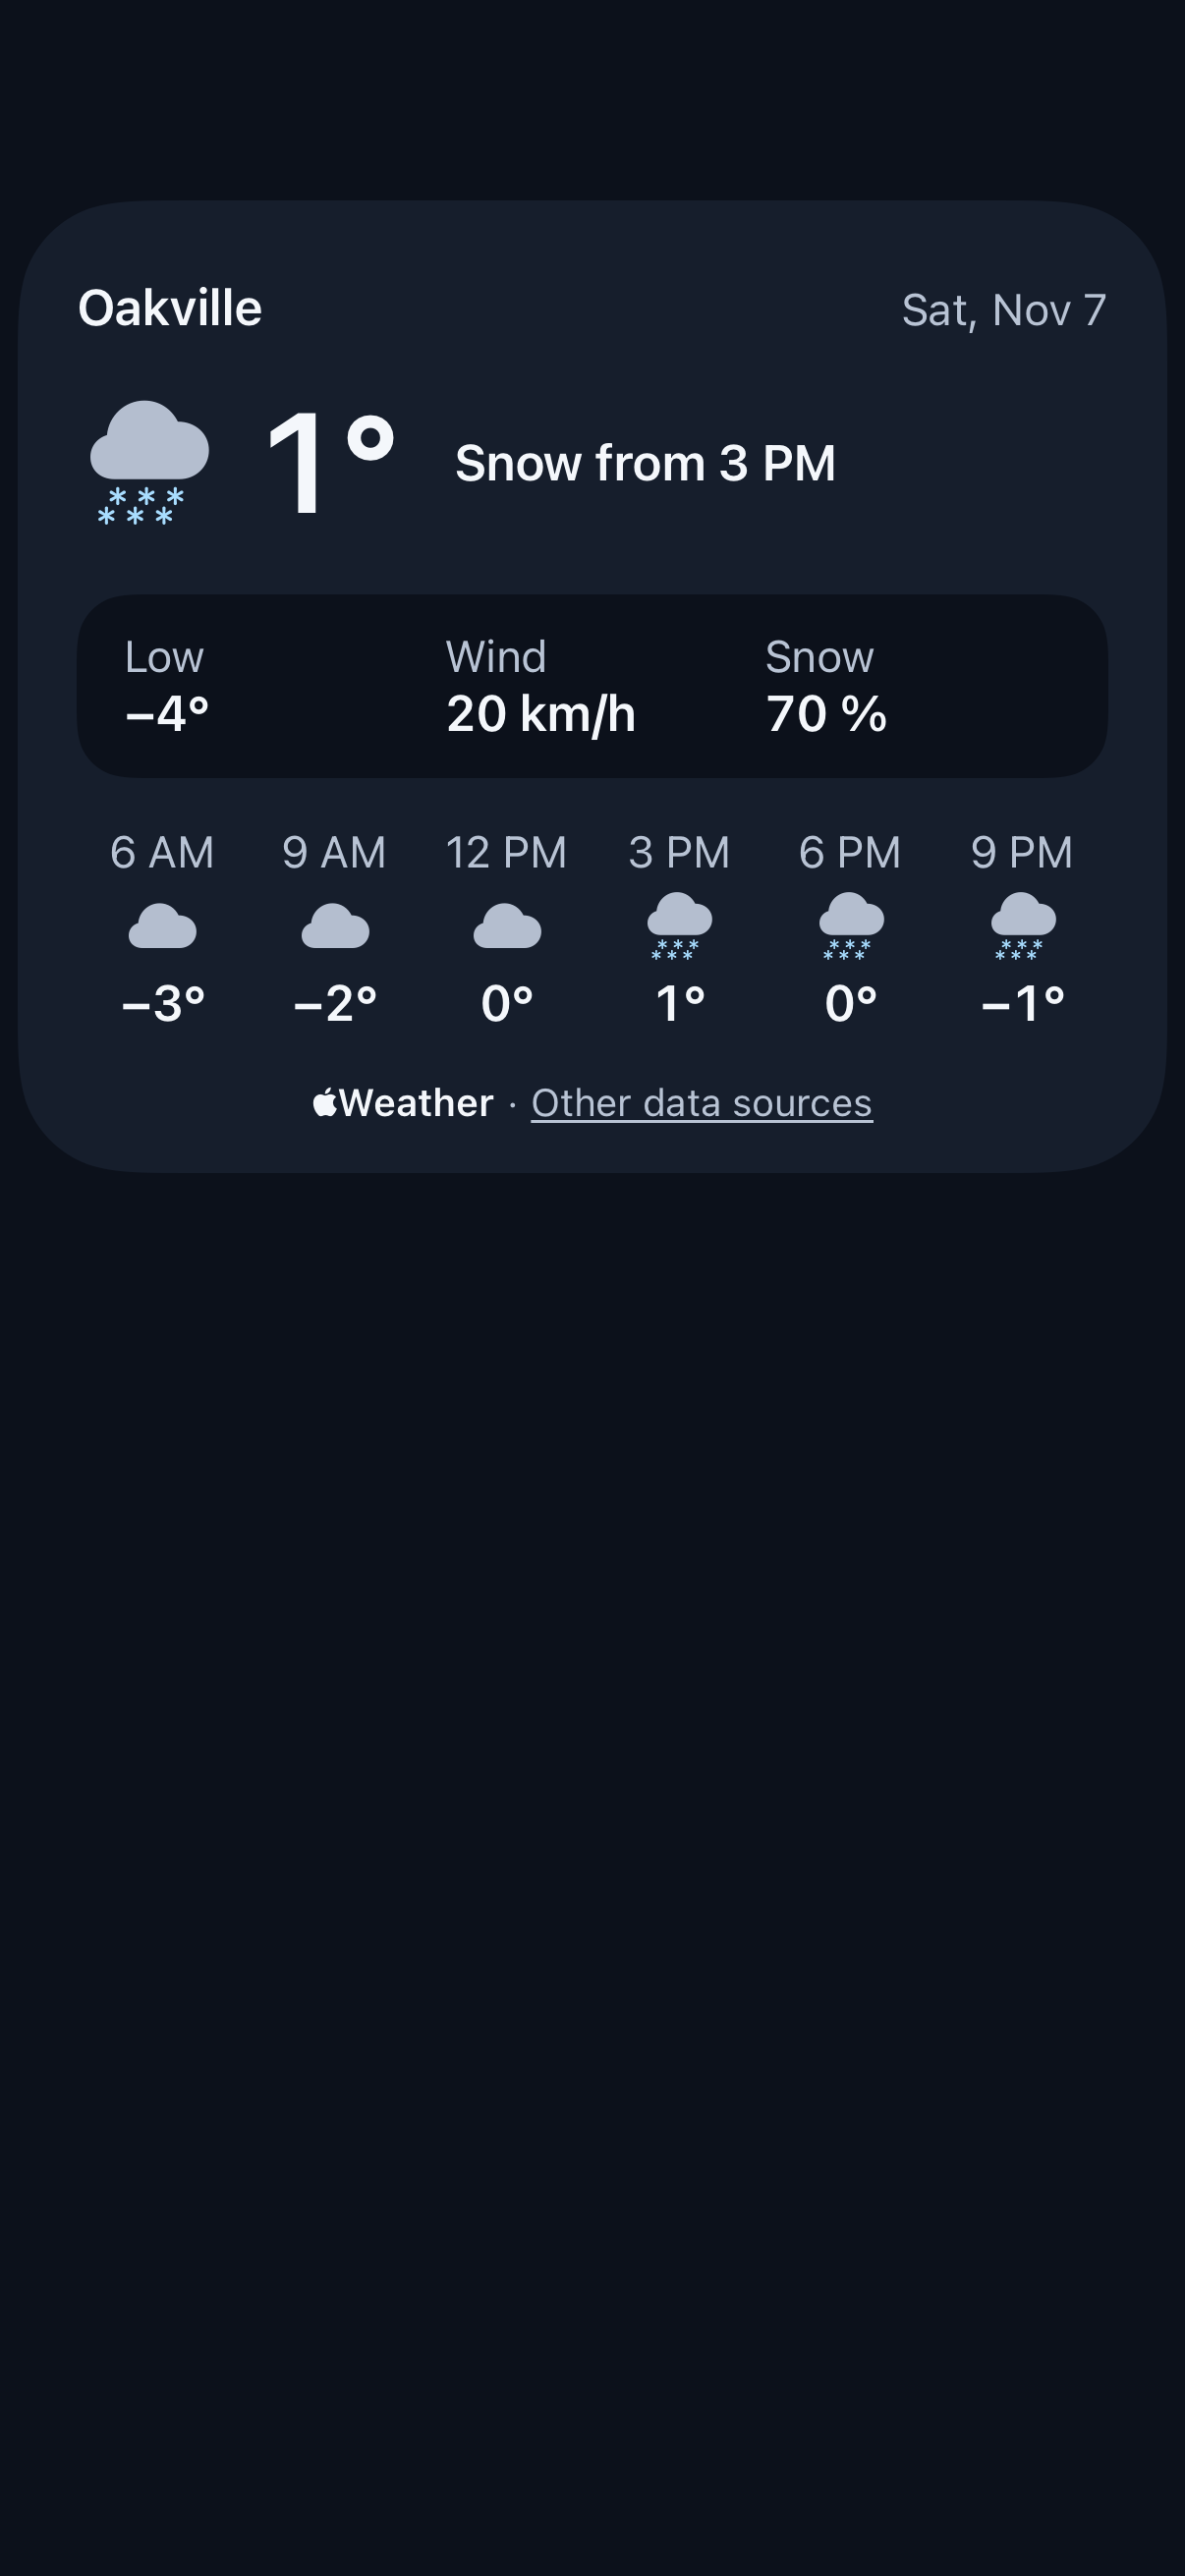 Oakville
Sat, Nov 7
1°
Snow from 3 PM
Low Wind Snow
–4° 20 km/h 70 %
6 AM 9 AM 12 PM 3 PM 6 PM 9 PM
–3° –2° 0° 1° 0° –1°
Weather · Other data sources